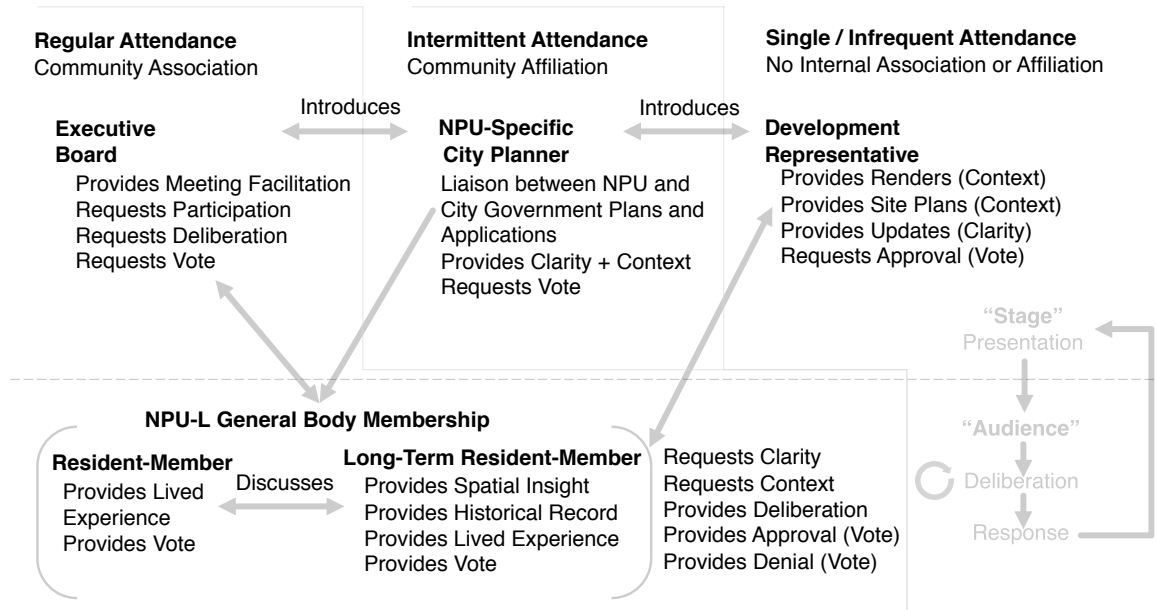 Regular Attendance
Community Association
Intermittent Attendance
Community Affiliation
Single / Infrequent Attendance
No Internal Association or Affiliation
Introduces
Introduces
Executive
Board
Provides Meeting Facilitation
Requests Participation
Requests Deliberation
Requests Vote
NPU-Specific
City Planner
Liaison between NPU and
City Government Plans and
Applications
Provides Clarity + Context
Requests Vote
Development
Representative
Provides Renders (Context)
Provides Site Plans (Context)
Provides Updates (Clarity)
Requests Approval (Vote)
NPU-L General Body Membership
Resident-Member
Provides Lived
Experience
Provides Vote
Discusses
Long-Term Resident-Member
Provides Spatial Insight
Provides Historical Record
Provides Lived Experience
Provides Vote
Requests Clarity
Requests Context
Provides Deliberation
Provides Approval (Vote)
Provides Denial (Vote)
“Stage”
Presentation
“Audience”
Deliberation
Response